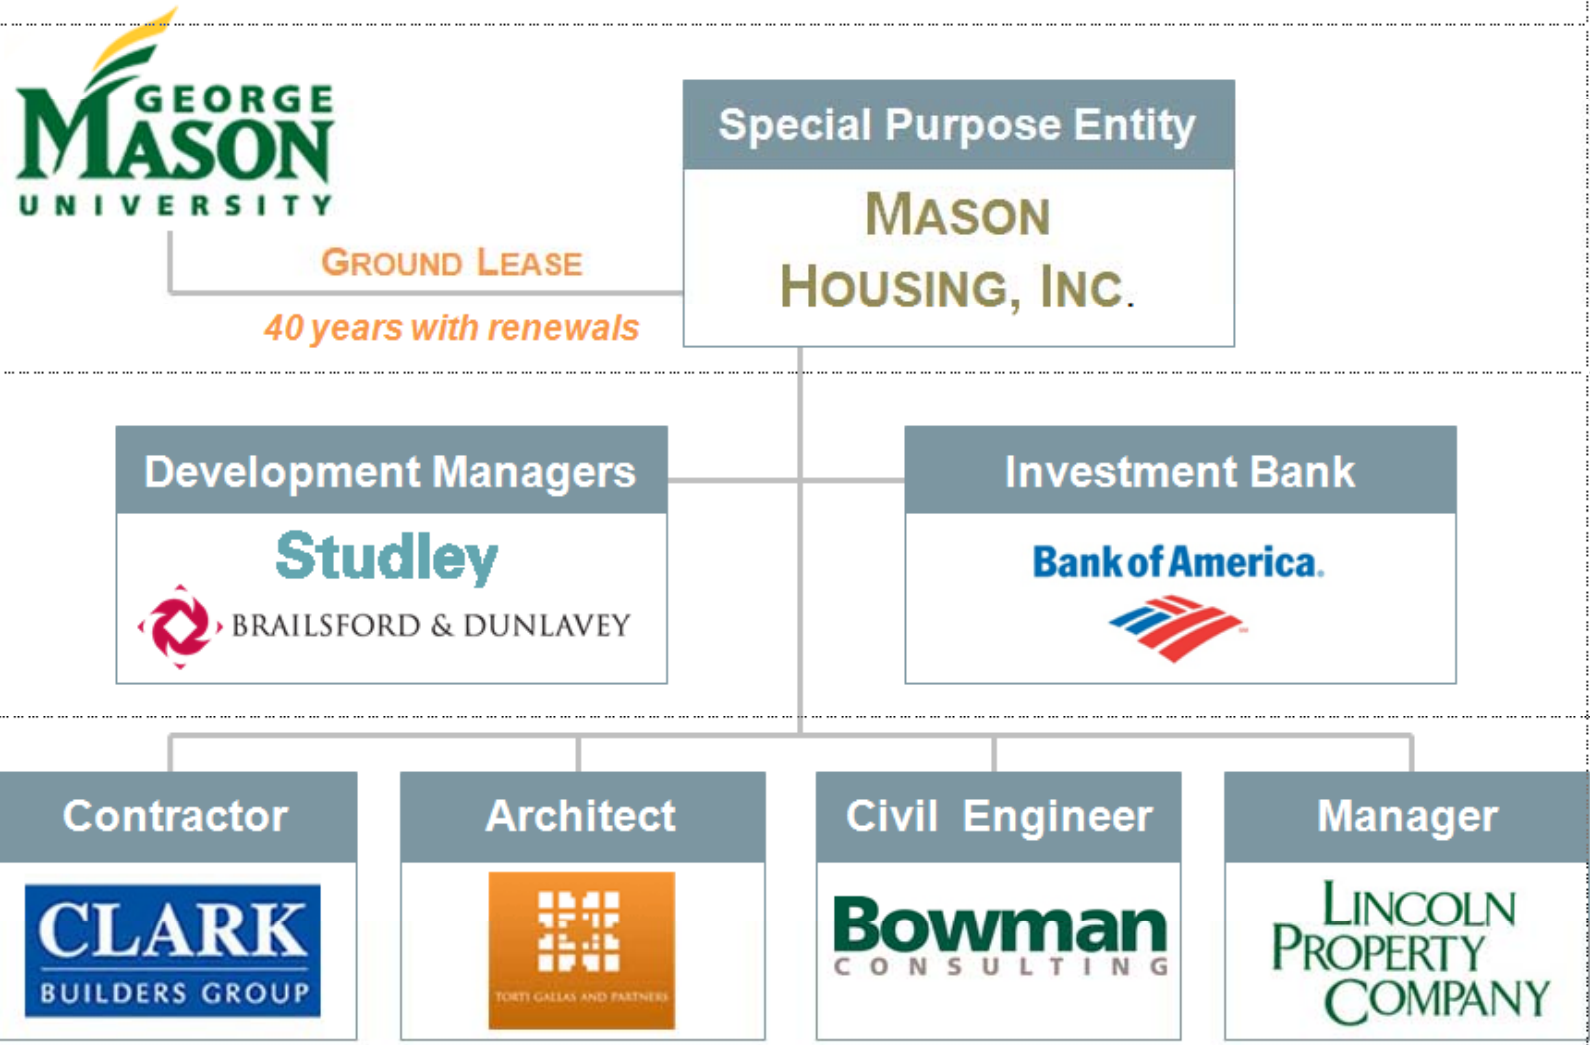 GEORGE
MASON
UNIVERSITY
Special Purpose Entity
MASON
HOUSING, INC.
GROUND LEASE
40 years with renewals
Development Managers
Studley
BRAILSFORD & DUNLAVEY
Investment Bank
Bank of America.
Contractor
CLARK
BUILDERS GROUP
Architect
TORTI GALLAS AND PARTNERS
Civil  Engineer
Bowman
CONSULTING
Manager
LINCOLN
PROPERTY
COMPANY